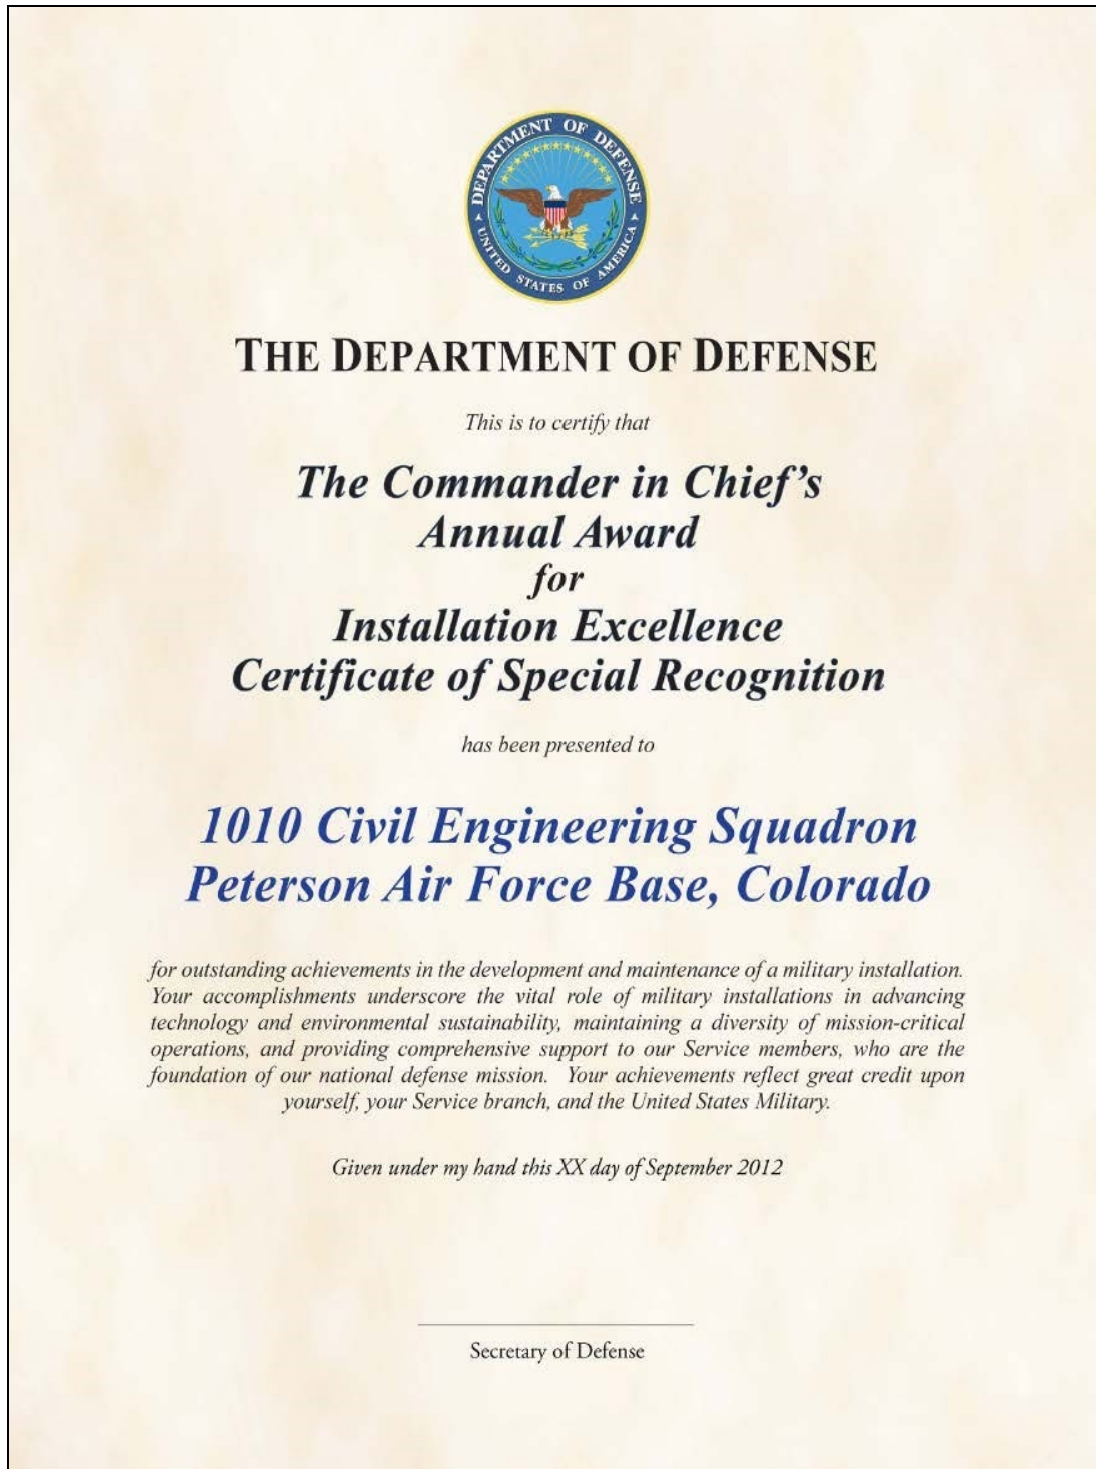 DEPARTMENT OF DEFENSE
UNITED STATES OF AMERICA
THE DEPARTMENT OF DEFENSE
This is to certify that
The Commander in Chief’s
Annual Award
for
Installation Excellence
Certificate of Special Recognition
has been presented to
1010 Civil Engineering Squadron
Peterson Air Force Base, Colorado
for outstanding achievements in the development and maintenance of a military installation.
Your accomplishments underscore the vital role of military installations in advancing
technology and environmental sustainability, maintaining a diversity of mission-critical
operations, and providing comprehensive support to our Service members, who are the
foundation of our national defense mission. Your achievements reflect great credit upon
yourself, your Service branch, and the United States Military.
Given under my hand this XX day of September 2012
Secretary of Defense